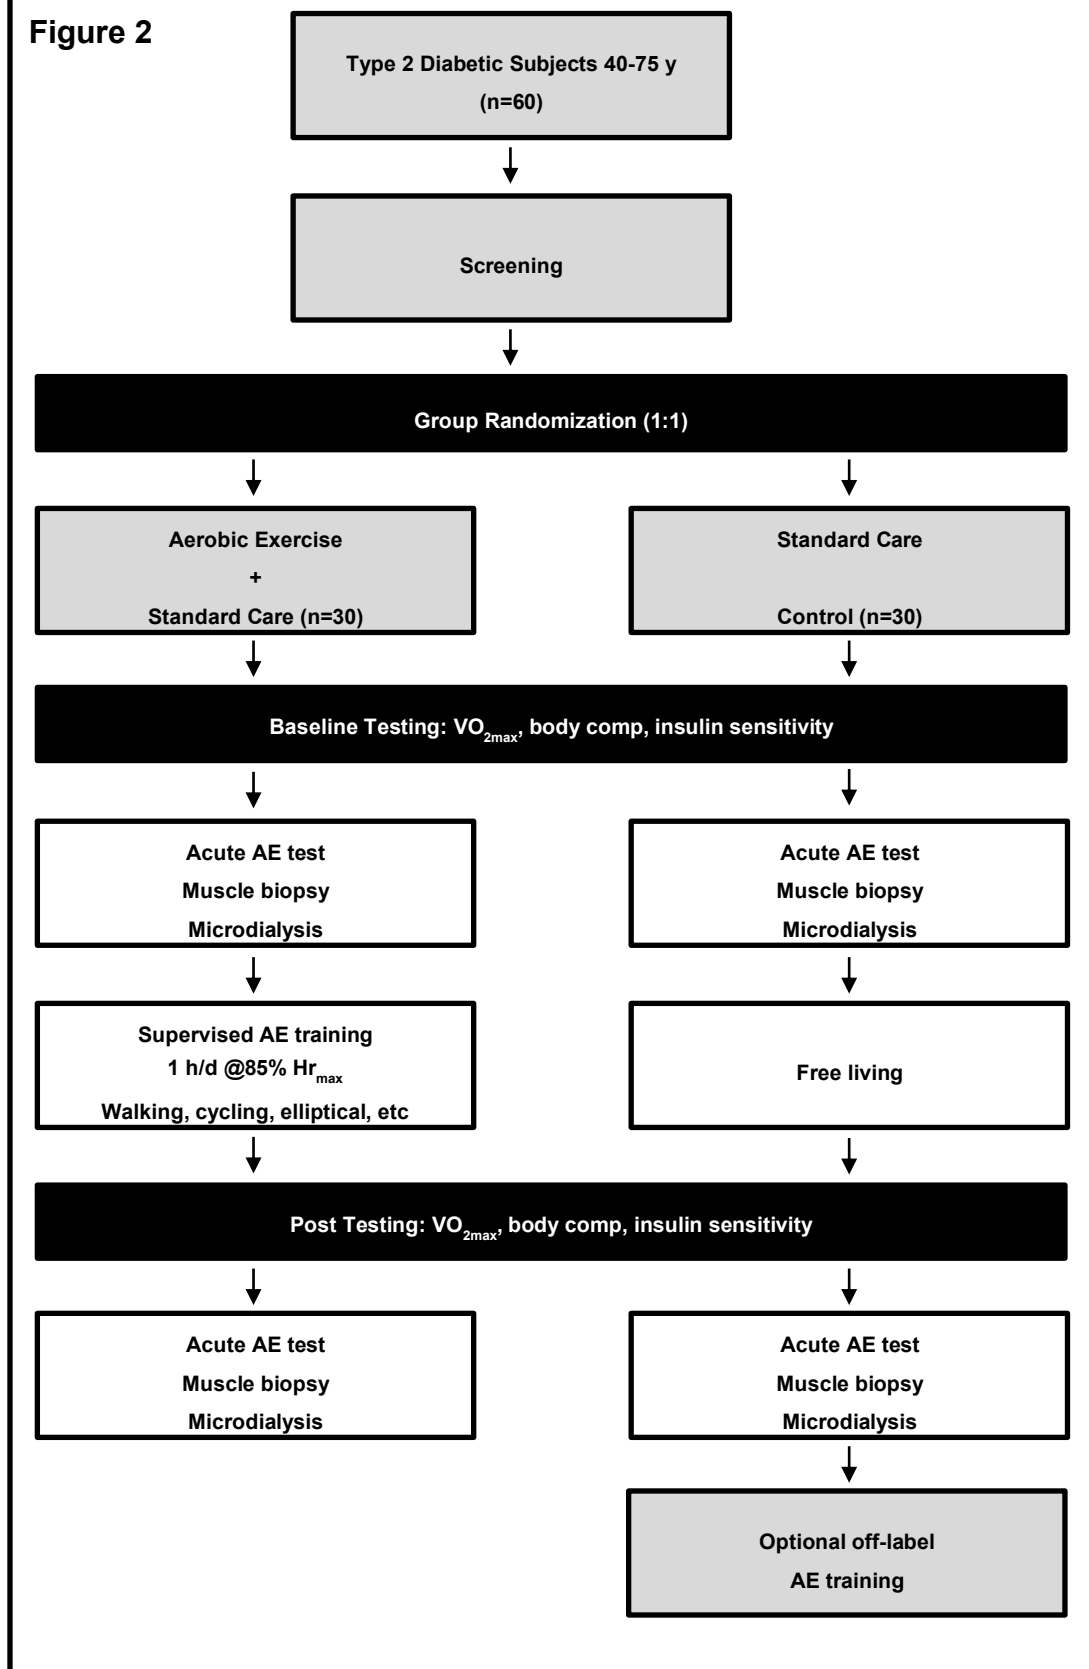 Figure 2
Type 2 Diabetic Subjects 40-75 y
(n=60)
Screening
Group Randomization (1:1)
Aerobic Exercise
+
Standard Care (n=30)
Standard Care
Control (n=30)
Baseline Testing: VO2max, body comp, insulin sensitivity
Acute AE test
Muscle biopsy
Microdialysis
Acute AE test
Muscle biopsy
Microdialysis
Supervised AE training
1 h/d @85% Hrmax
Walking, cycling, elliptical, etc
Free living
Post Testing: VO2max, body comp, insulin sensitivity
Acute AE test
Muscle biopsy
Microdialysis
Acute AE test
Muscle biopsy
Microdialysis
Optional off-label
AE training